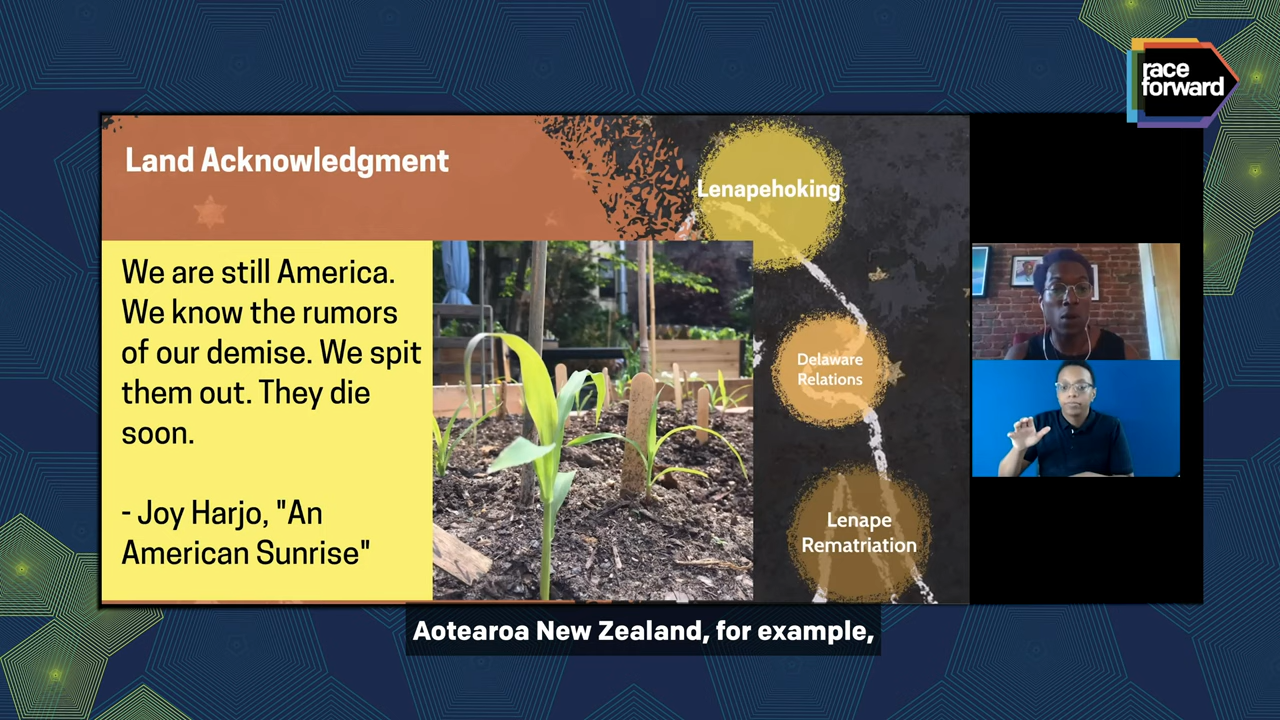 race
forward
Land Acknowledgment
Lenapehoking
We are still America.
We know the rumors
of our demise. We spit
them out. They die
soon.
- Joy Harjo, "An
American Sunrise"
Delaware
Relations
Lenape
Rematriation
Aotearoa New Zealand, for example,